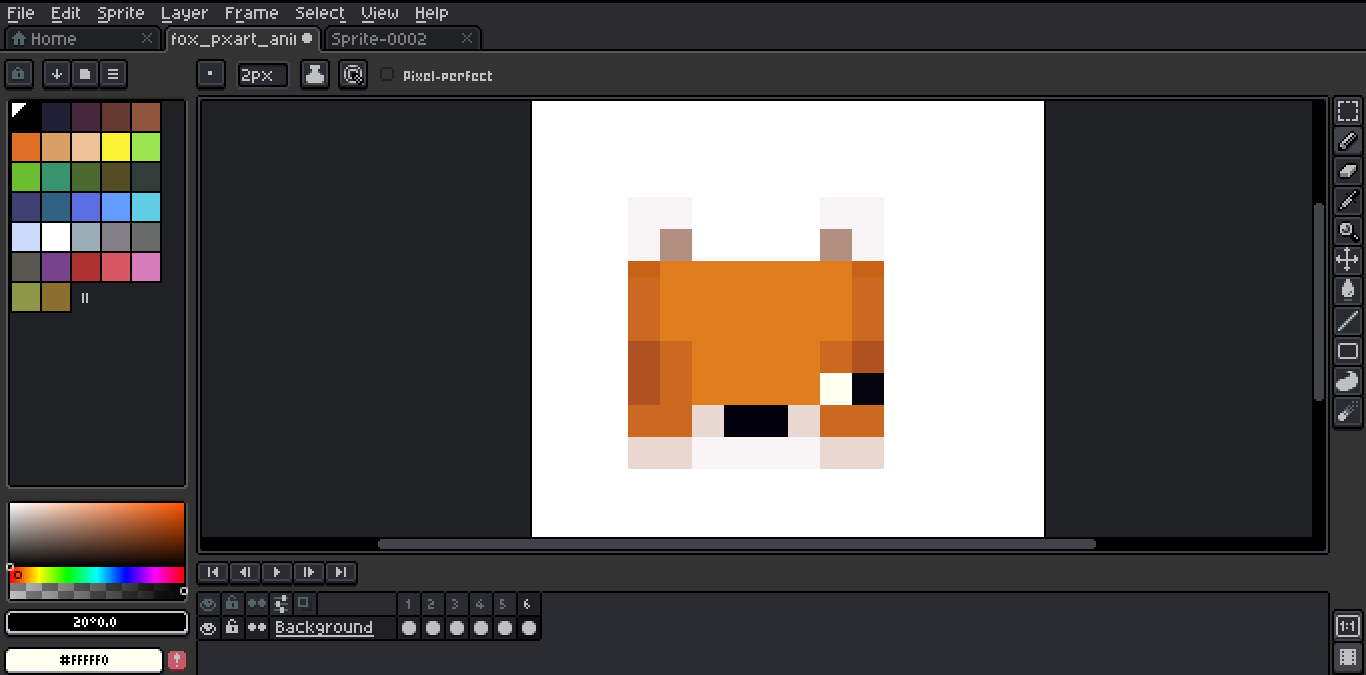 File Edit Sprite Layer Frame Select View Help
Home fox_pxart_anii Sprite-0002
2px Pixel-perfect
20°0.0
#FFFFF0
1 2 3 4 5 6
Background
1:1